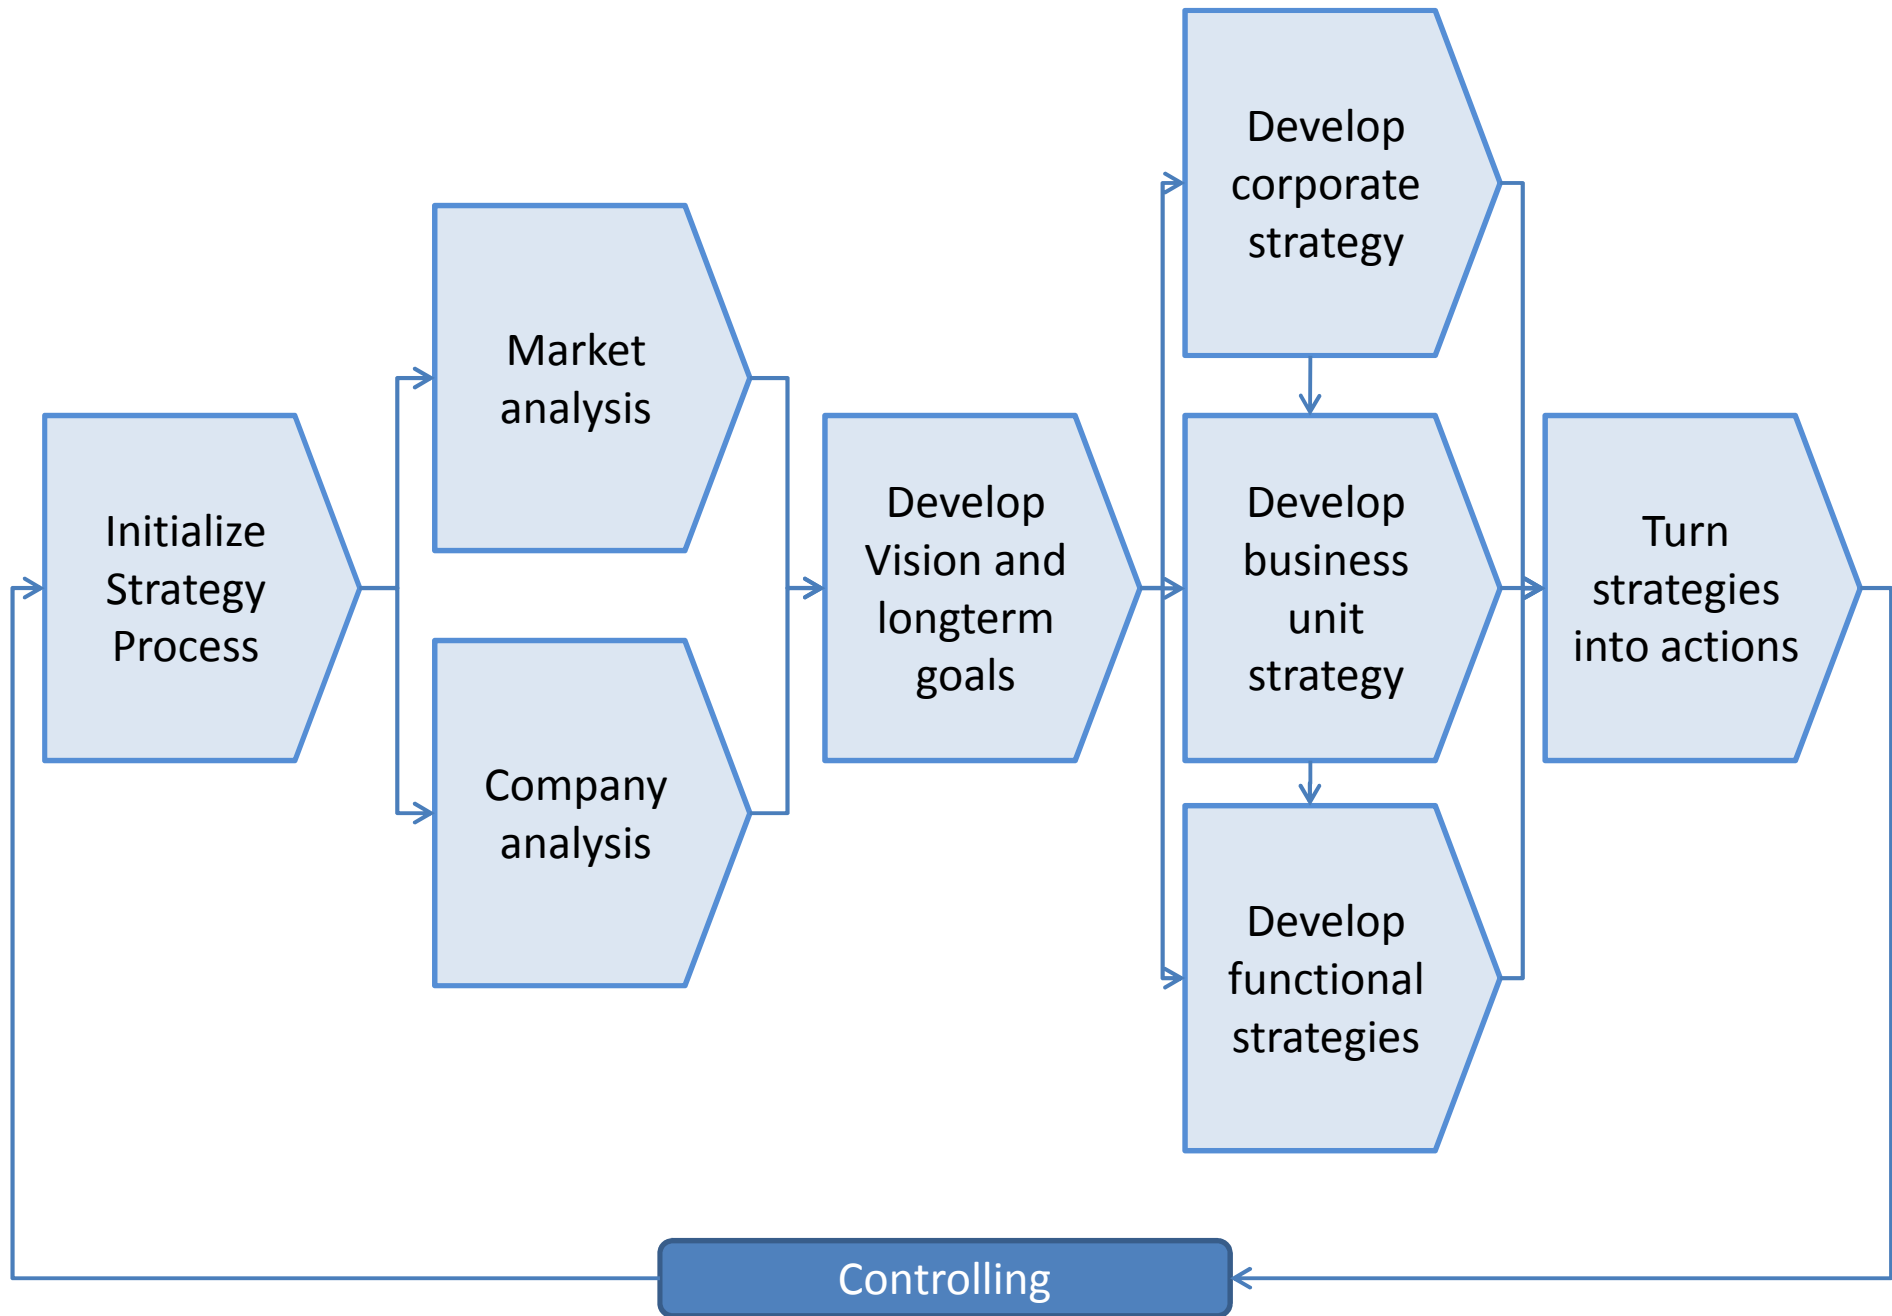 Initialize
Strategy
Process
Market
analysis
Company
analysis
Develop
Vision and
longterm
goals
Develop
corporate
strategy
Develop
business
unit
strategy
Develop
functional
strategies
Turn
strategies
into actions
Controlling